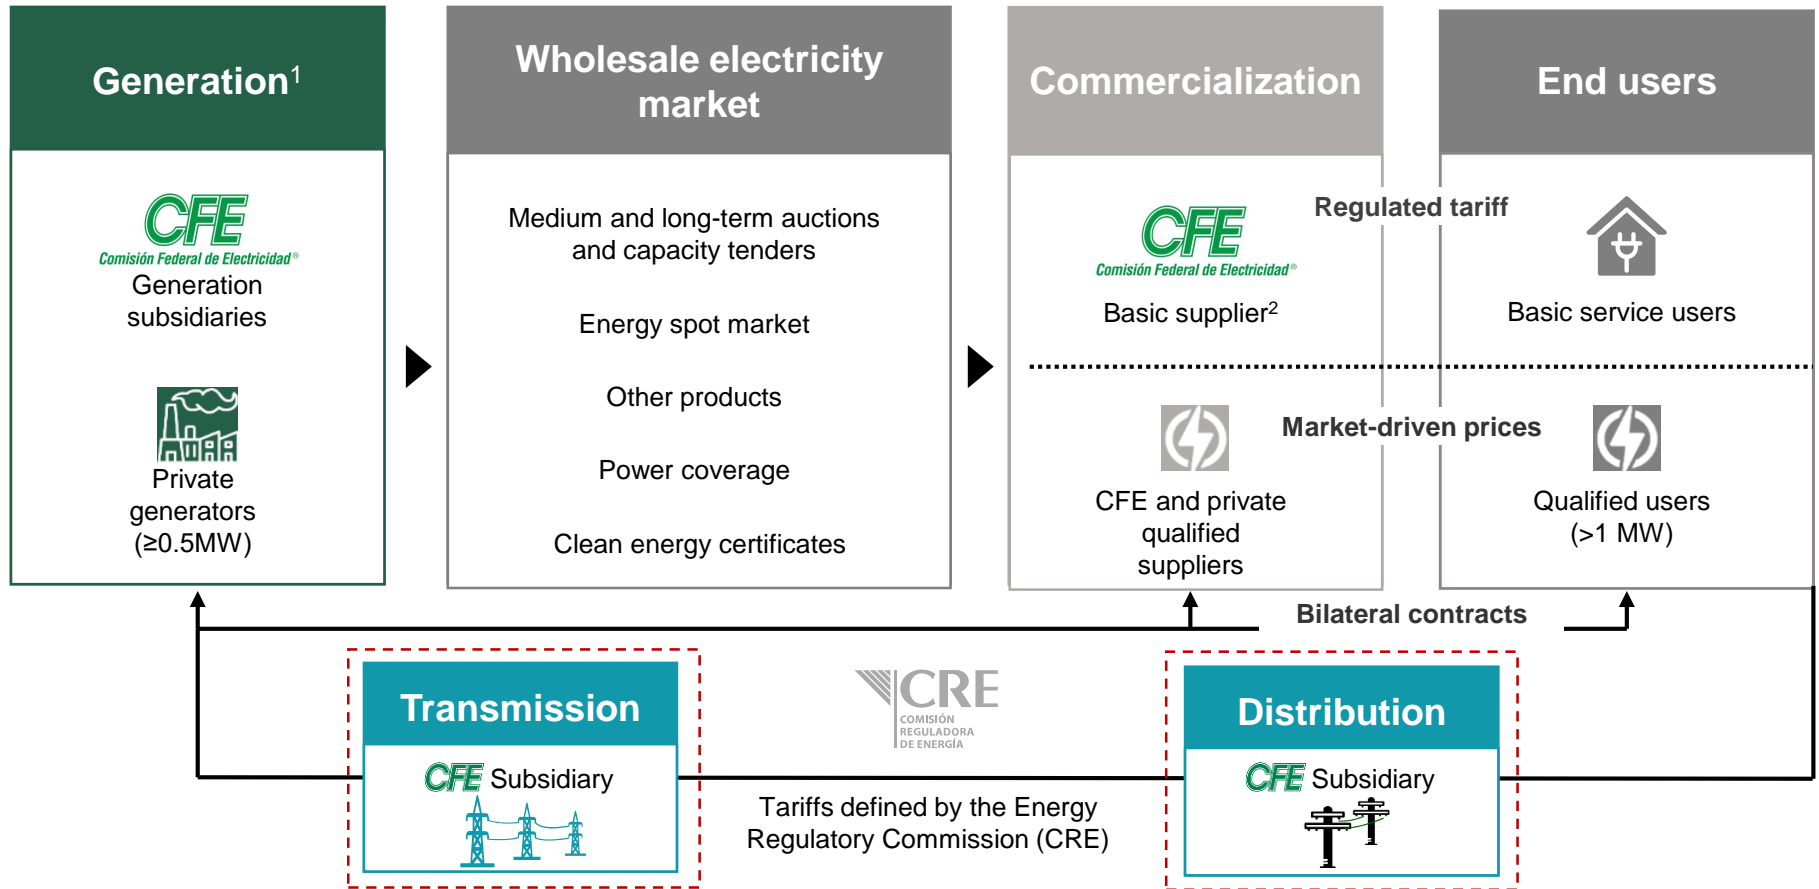 Generation¹
CFE
Comisión Federal de Electricidad®
Generation
subsidiaries
Private
generators
(≥0.5MW)
Wholesale electricity
market
Medium and long-term auctions
and capacity tenders
Energy spot market
Other products
Power coverage
Clean energy certificates
Commercialization
CFE
Comisión Federal de Electricidad®
Basic supplier²
CFE and private
qualified
suppliers
Regulated tariff
Market-driven prices
End users
Basic service users
Qualified users
(>1 MW)
Bilateral contracts
Transmission
CFE Subsidiary
CRE
COMISIÓN
REGULADORA
DE ENERGÍA
Tariffs defined by the Energy
Regulatory Commission (CRE)
Distribution
CFE Subsidiary